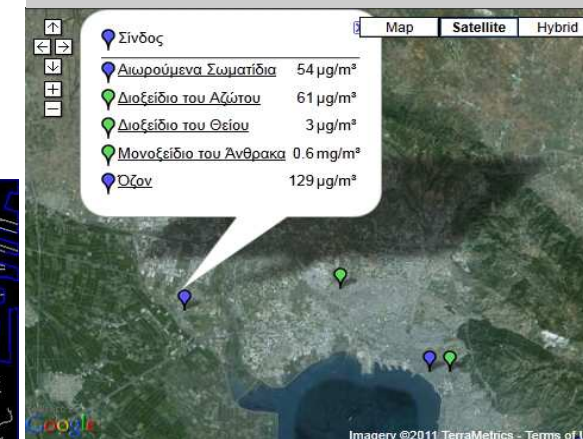 Map Satellite Hybrid
Σίνδος
Αιωρούμενα Σωματίδια 54 µg/m³
Διοξείδιο του Αζώτου 61 µg/m³
Διοξείδιο του Θείου 3 µg/m³
Μονοξείδιο του Άνθρακα 0.6 mg/m³
Όζον 129 µg/m³
Google
Imagery ©2011 TerraMetrics - Terms of